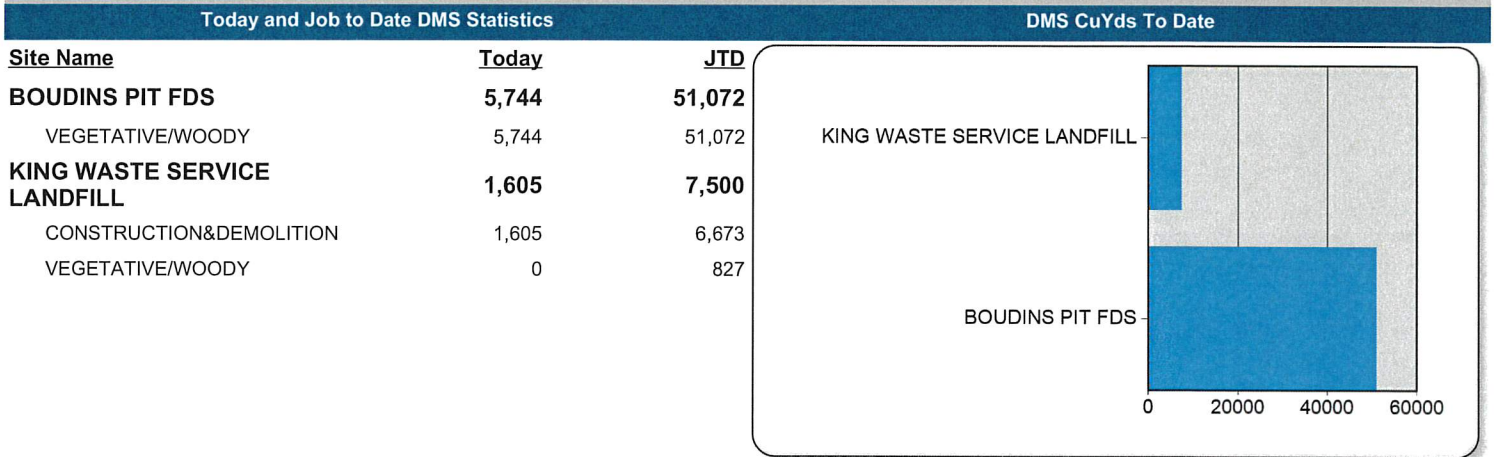 Today and Job to Date DMS Statistics
DMS CuYds To Date
Site Name Today JTD
BOUDINS PIT FDS 5,744 51,072
VEGETATIVE/WOODY 5,744 51,072
KING WASTE SERVICE
LANDFILL 1,605 7,500
CONSTRUCTION&DEMOLITION 1,605 6,673
VEGETATIVE/WOODY 0 827
KING WASTE SERVICE LANDFILL
BOUDINS PIT FDS
0 20000 40000 60000